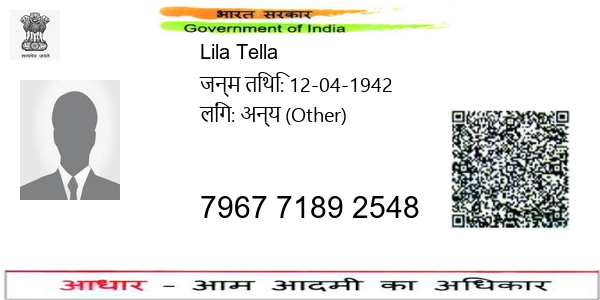 भारत सरकार
Government of India
सत्यमेव जयते
Lila Tella
जन्म तिथि: 12-04-1942
लिंग: अन्य (Other)
7967 7189 2548
आधार - आम आदमी का अधिकार